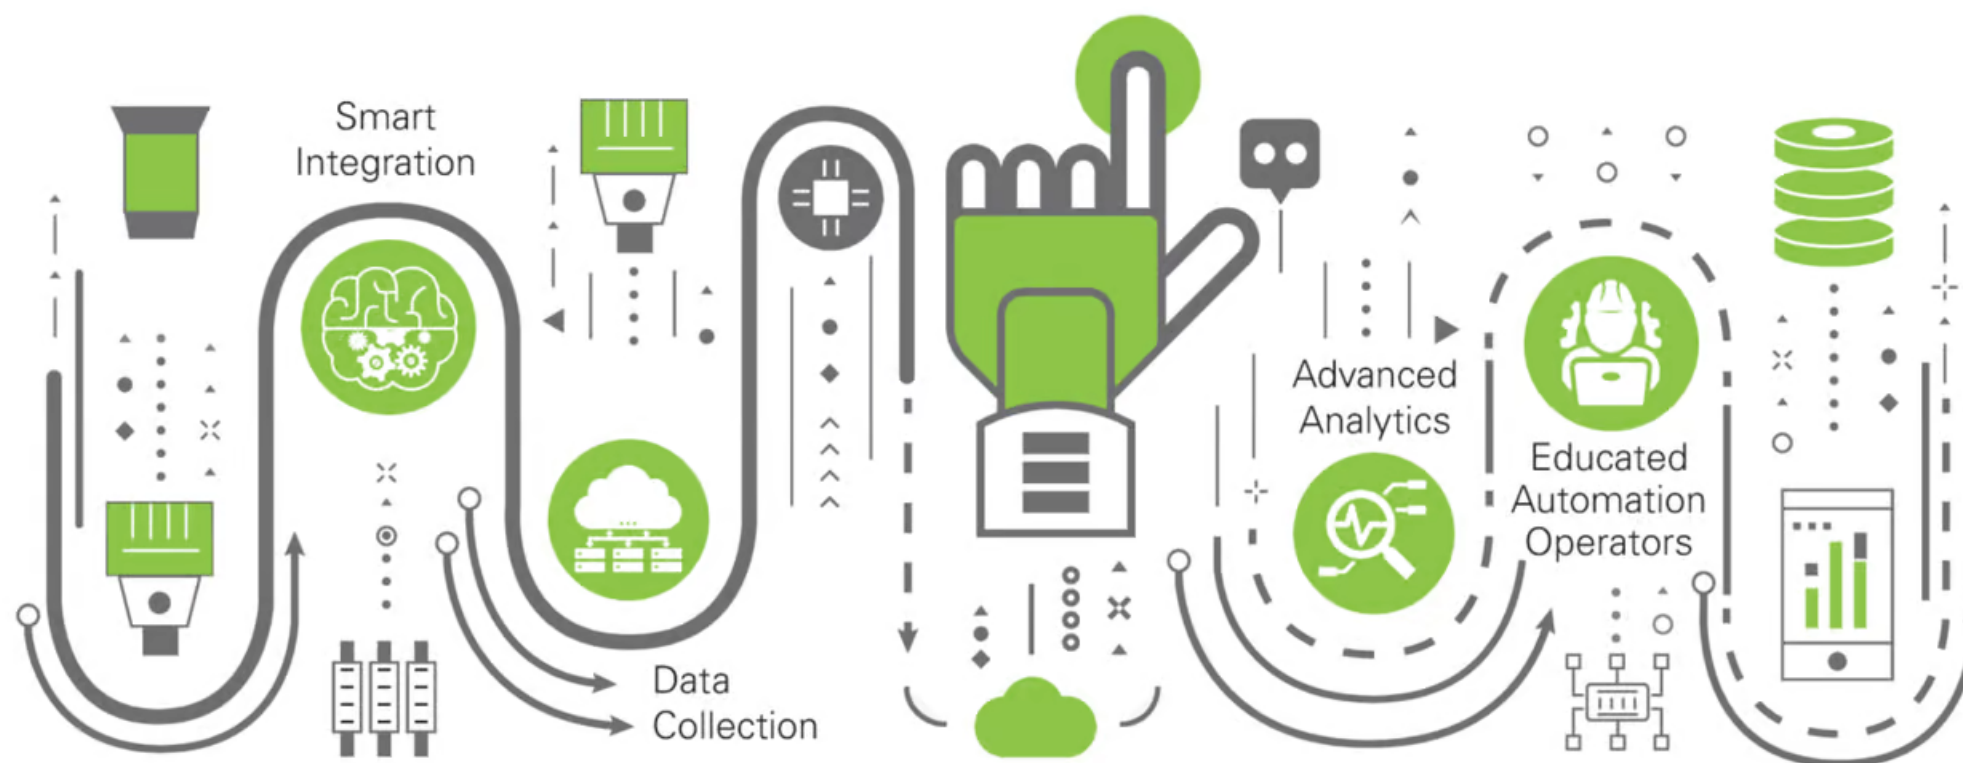 Smart
Integration
Data
Collection
Advanced
Analytics
Educated
Automation
Operators